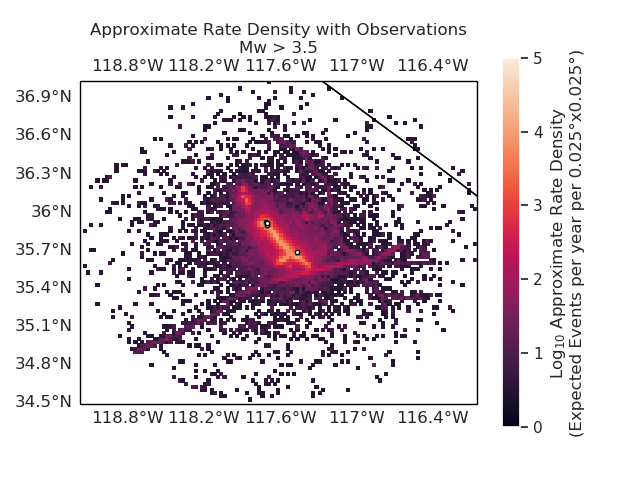 Approximate Rate Density with Observations
Mw > 3.5
118.8°W 118.2°W 117.6°W 117°W 116.4°W
36.9°N
36.6°N
36.3°N
36°N
35.7°N
35.4°N
35.1°N
34.8°N
34.5°N
118.8°W 118.2°W 117.6°W 117°W 116.4°W
5
4
3
2
1
0
Log₁₀ Approximate Rate Density
(Expected Events per year per 0.025°x0.025°)